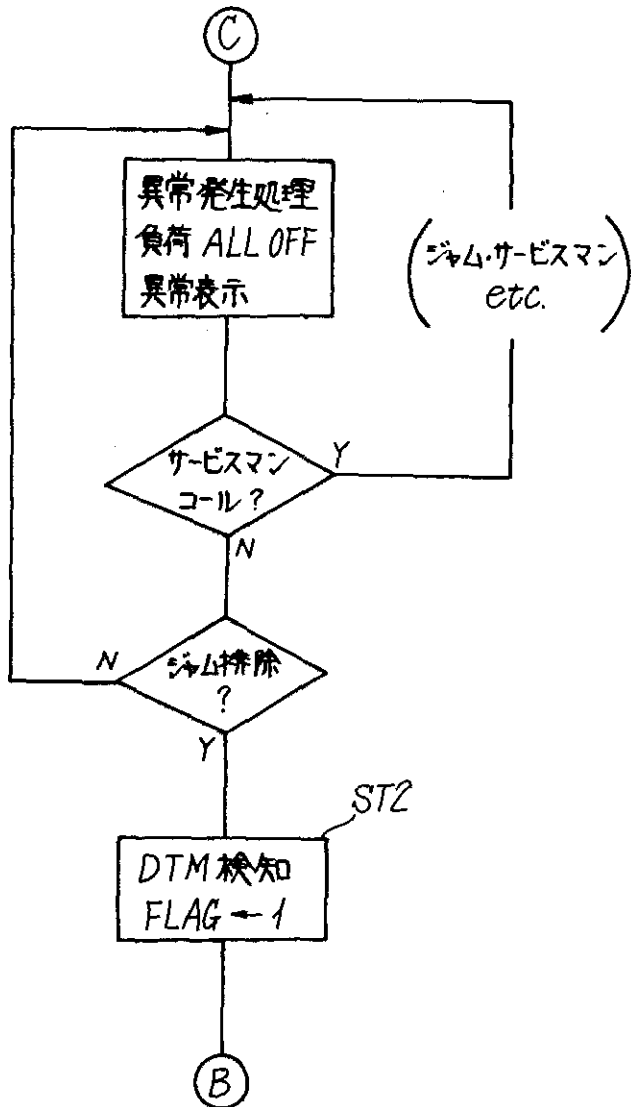 C
異常発生処理
負荷 ALL OFF
異常表示
ジャム・サービスマン
etc.
サービスマン
コール?
Y
N
ジャム排除
?
N
Y
ST2
DTM検知
FLAG ← 1
B